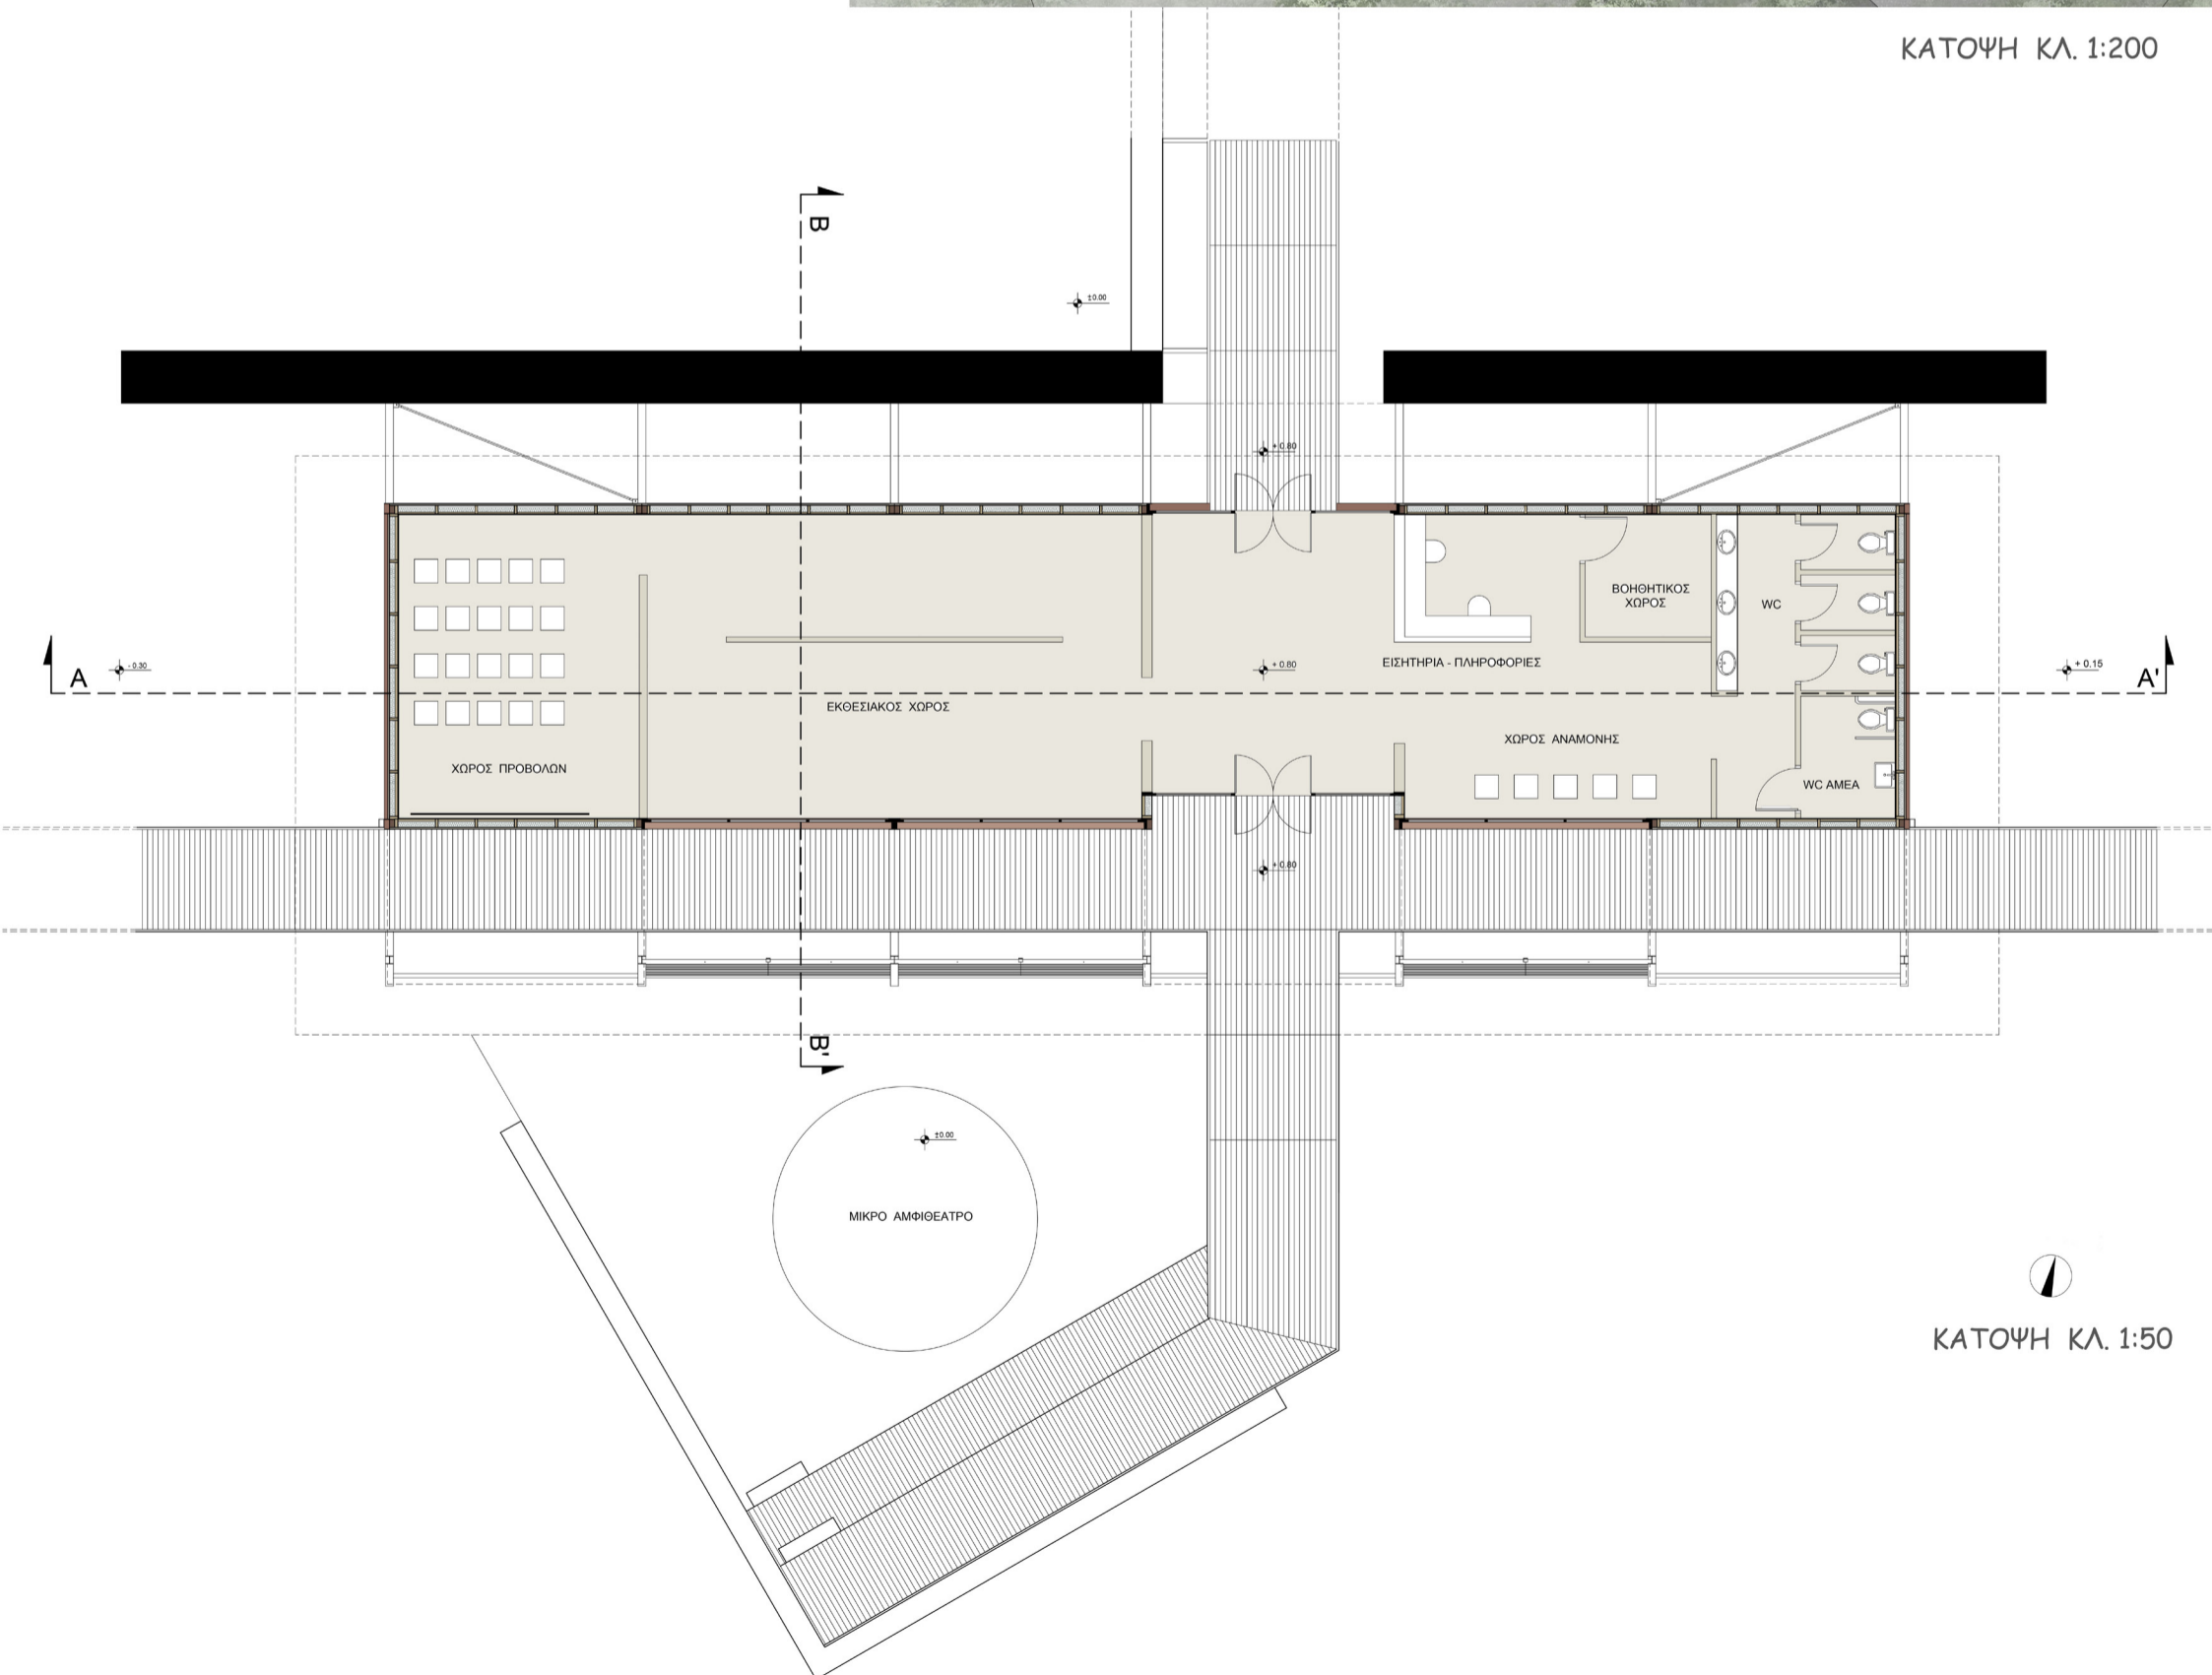 ΚΑΤΟΨΗ ΚΛ. 1:200
B
±0.00
+ 0.80
ΒΟΗΘΗΤΙΚΟΣ
ΧΩΡΟΣ
WC
ΕΙΣΗΤΗΡΙΑ - ΠΛΗΡΟΦΟΡΙΕΣ
A
- 0.30
+ 0.80
+ 0.15
A'
ΕΚΘΕΣΙΑΚΟΣ ΧΩΡΟΣ
ΧΩΡΟΣ ΑΝΑΜΟΝΗΣ
ΧΩΡΟΣ ΠΡΟΒΟΛΩΝ
WC ΑΜΕΑ
+ 0.80
B'
±0.00
ΜΙΚΡΟ ΑΜΦΙΘΕΑΤΡΟ
ΚΑΤΟΨΗ ΚΛ. 1:50